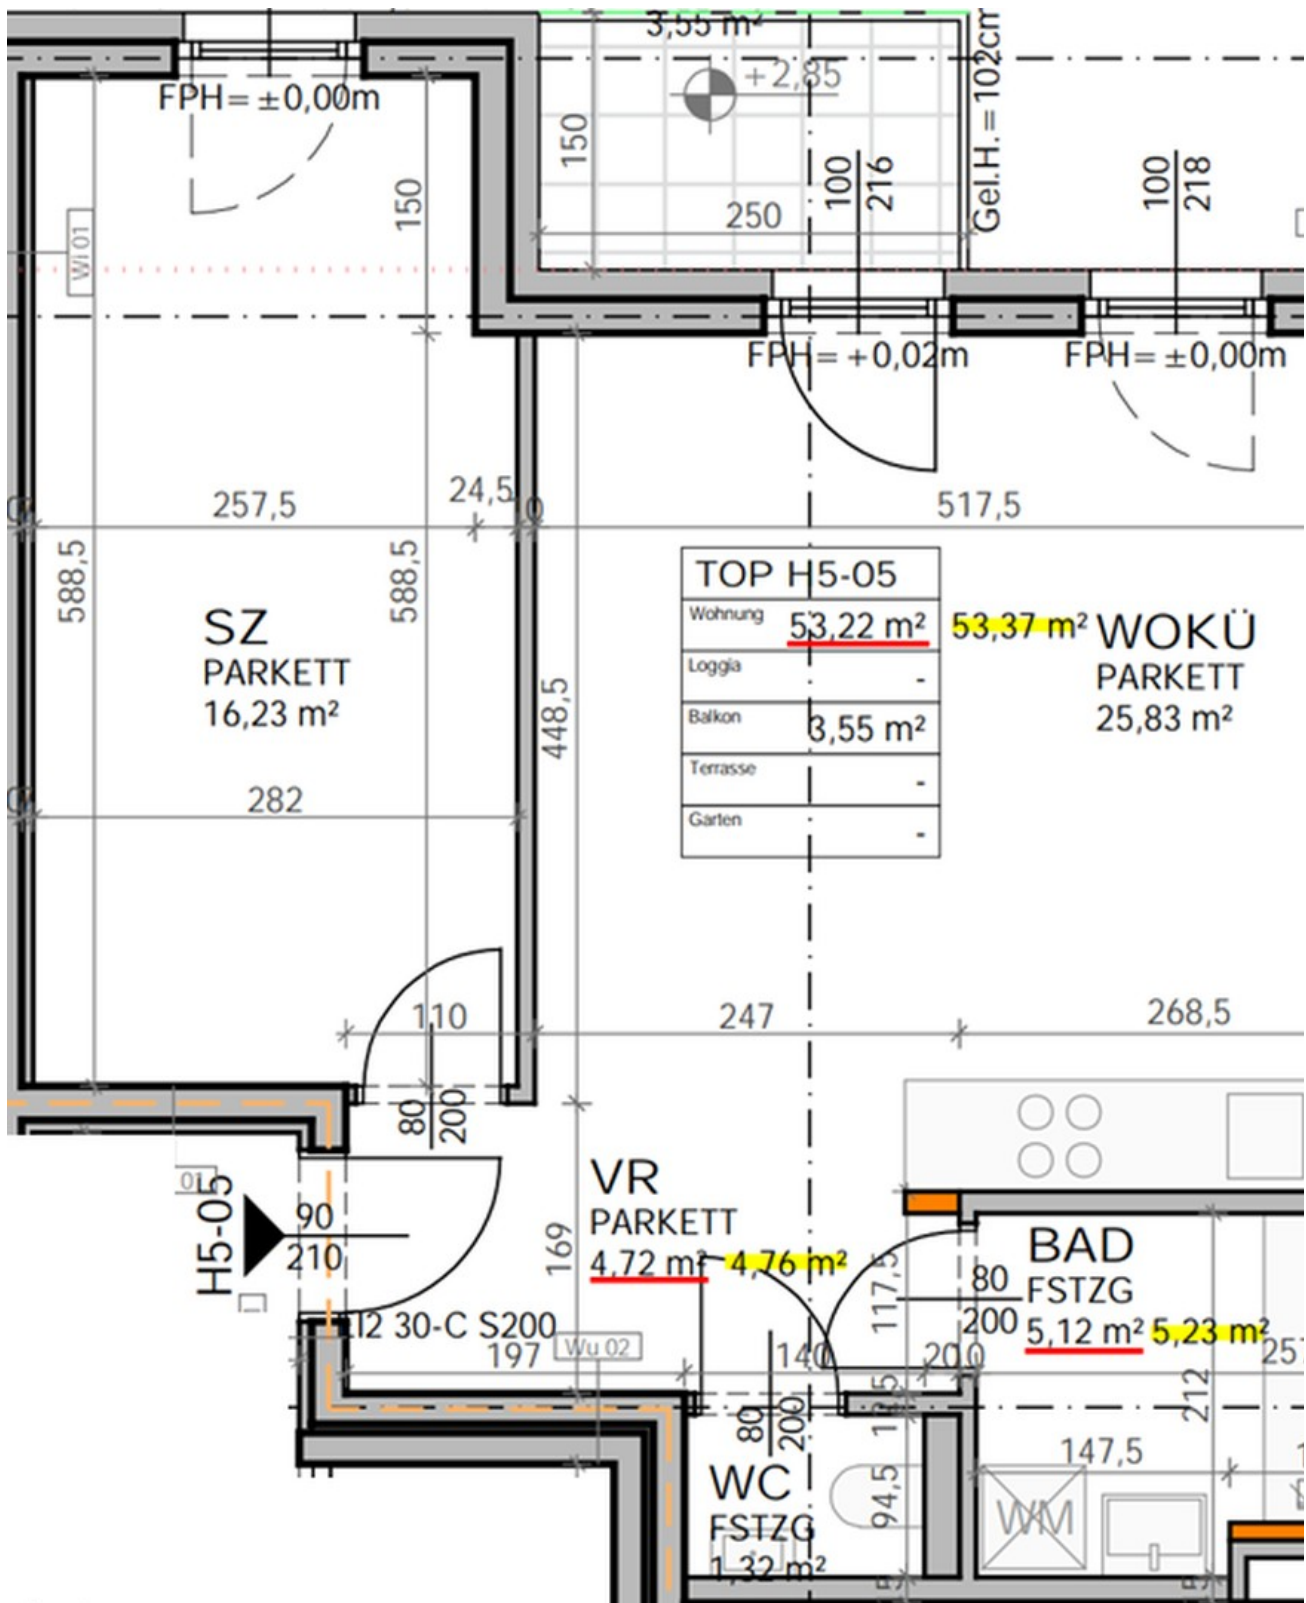 3,55 m²
+2,85
Gel.H.=102cm
FPH=±0,00m
150
150
100
216
100
218
250
WI 01
FPH=+0,02m
FPH=±0,00m
257,5
24,5
517,5
588,5
588,5
TOP H5-05
Wohnung 53,22 m² 53,37 m²
Loggia -
Balkon 3,55 m²
Terrasse -
Garten -
SZ
PARKETT
16,23 m²
WOKÜ
PARKETT
25,83 m²
448,5
282
110
247
268,5
80
200
VR
PARKETT
4,72 m² 4,76 m²
H5-05
90
210
169
117,5
80
200
BAD
FSTZG
5,12 m² 5,23 m²
EI2 30-C S200
Wu 02
197
140
20
212
80
200
147,5
94,5
WC
FSTZG
1,32 m²
WM